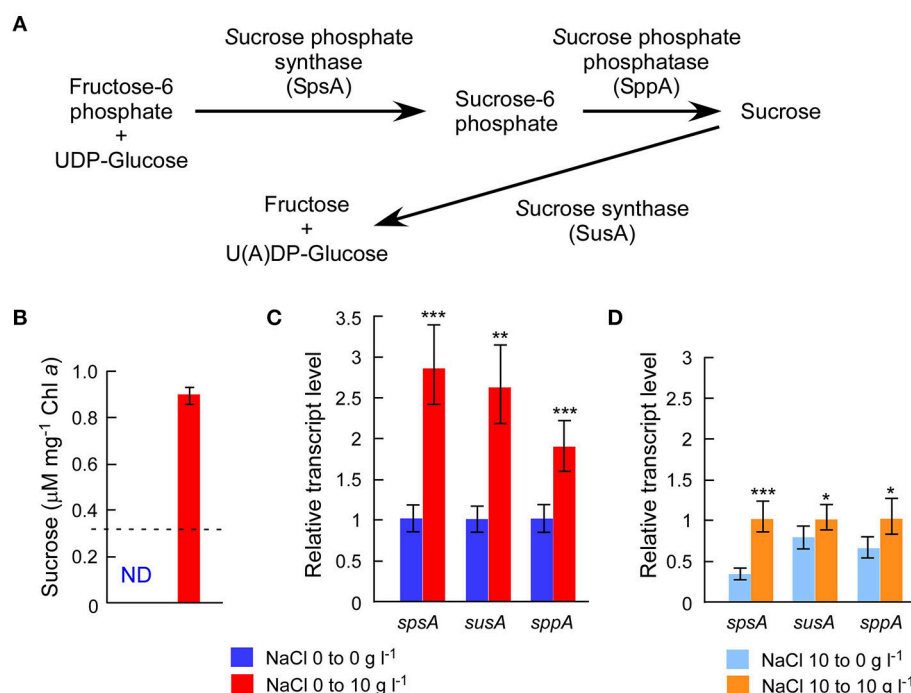 A
Sucrose phosphate
synthase
(SpsA)
Sucrose phosphate
phosphatase
(SppA)
Fructose-6
phosphate
+
UDP-Glucose
Sucrose-6
phosphate
Sucrose
Fructose
+
U(A)DP-Glucose
Sucrose synthase
(SusA)
B
Sucrose (μM mg⁻¹ Chl a)
1.0
0.8
0.6
0.4
0.2
0
ND
C
Relative transcript level
3.5
3
2.5
2
1.5
1
0.5
0
***
**
***
spsA susA sppA
NaCl 0 to 0 g l⁻¹
NaCl 0 to 10 g l⁻¹
D
Relative transcript level
3
2.5
2
1.5
1
0.5
0
***
*
*
spsA susA sppA
NaCl 10 to 0 g l⁻¹
NaCl 10 to 10 g l⁻¹